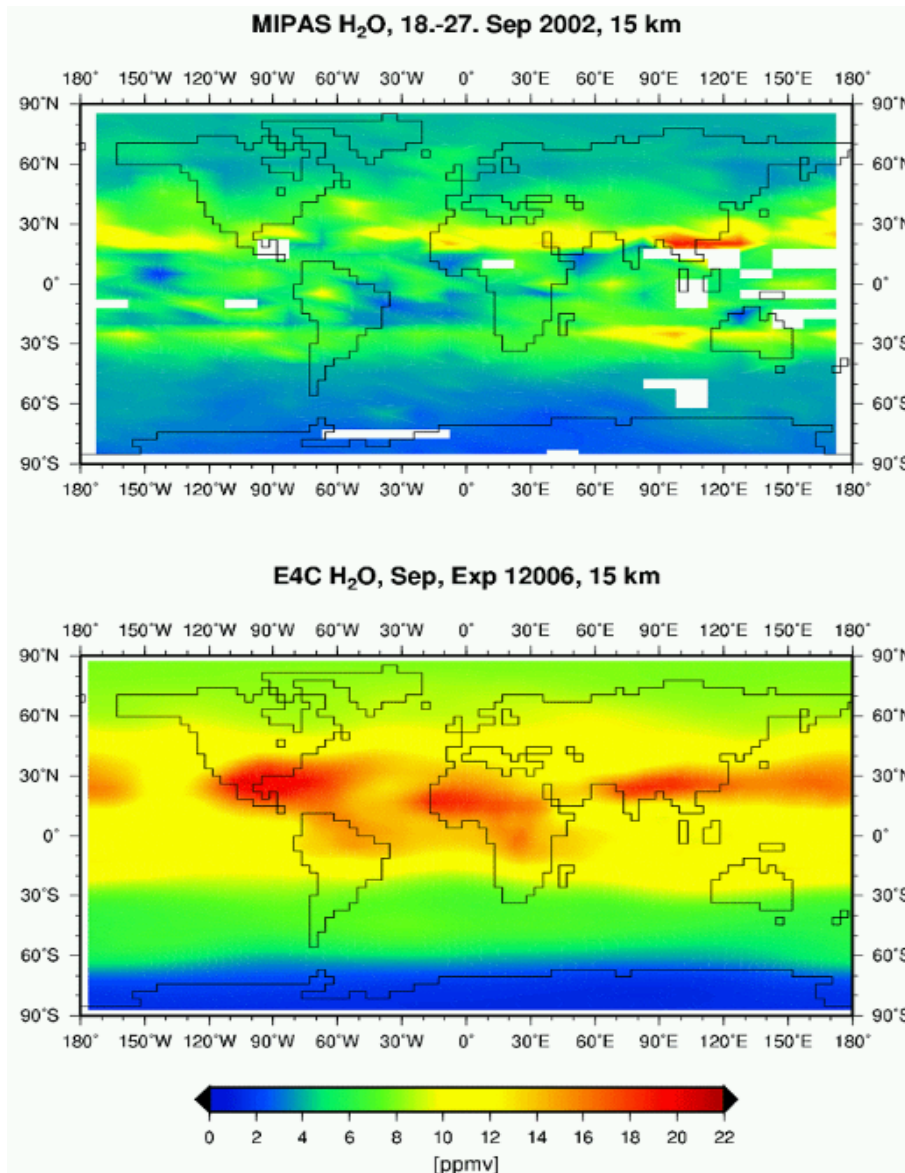 MIPAS H₂O, 18.-27. Sep 2002, 15 km
180° 150°W 120°W 90°W 60°W 30°W 0° 30°E 60°E 90°E 120°E 150°E 180°
90°N 90°N
60°N 60°N
30°N 30°N
0° 0°
30°S 30°S
60°S 60°S
90°S 90°S
180° 150°W 120°W 90°W 60°W 30°W 0° 30°E 60°E 90°E 120°E 150°E 180°
E4C H₂O, Sep, Exp 12006, 15 km
180° 150°W 120°W 90°W 60°W 30°W 0° 30°E 60°E 90°E 120°E 150°E 180°
90°N 90°N
60°N 60°N
30°N 30°N
0° 0°
30°S 30°S
60°S 60°S
90°S 90°S
180° 150°W 120°W 90°W 60°W 30°W 0° 30°E 60°E 90°E 120°E 150°E 180°
0 2 4 6 8 10 12 14 16 18 20 22
[ppmv]